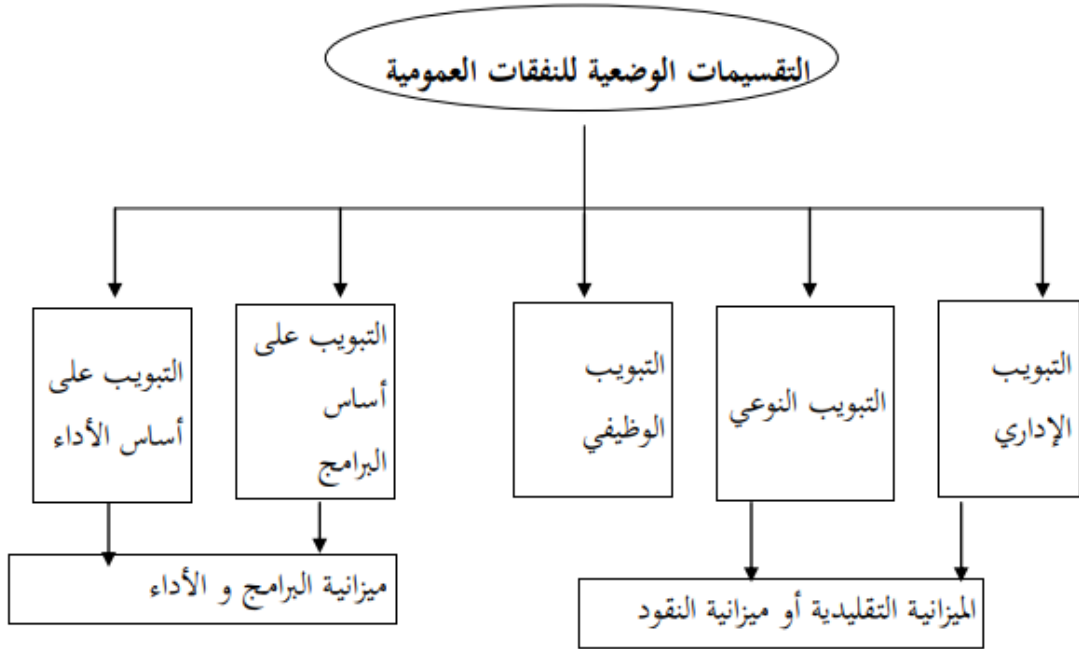 التقسيمات الوضعية للنفقات العمومية
التبويب
الإداري
التبويب النوعي
التبويب
الوظيفي
التبويب على
أساس
البرامج
التبويب على
أساس الأداء
الميزانية التقليدية أو ميزانية النقود
ميزانية البرامج و الأداء